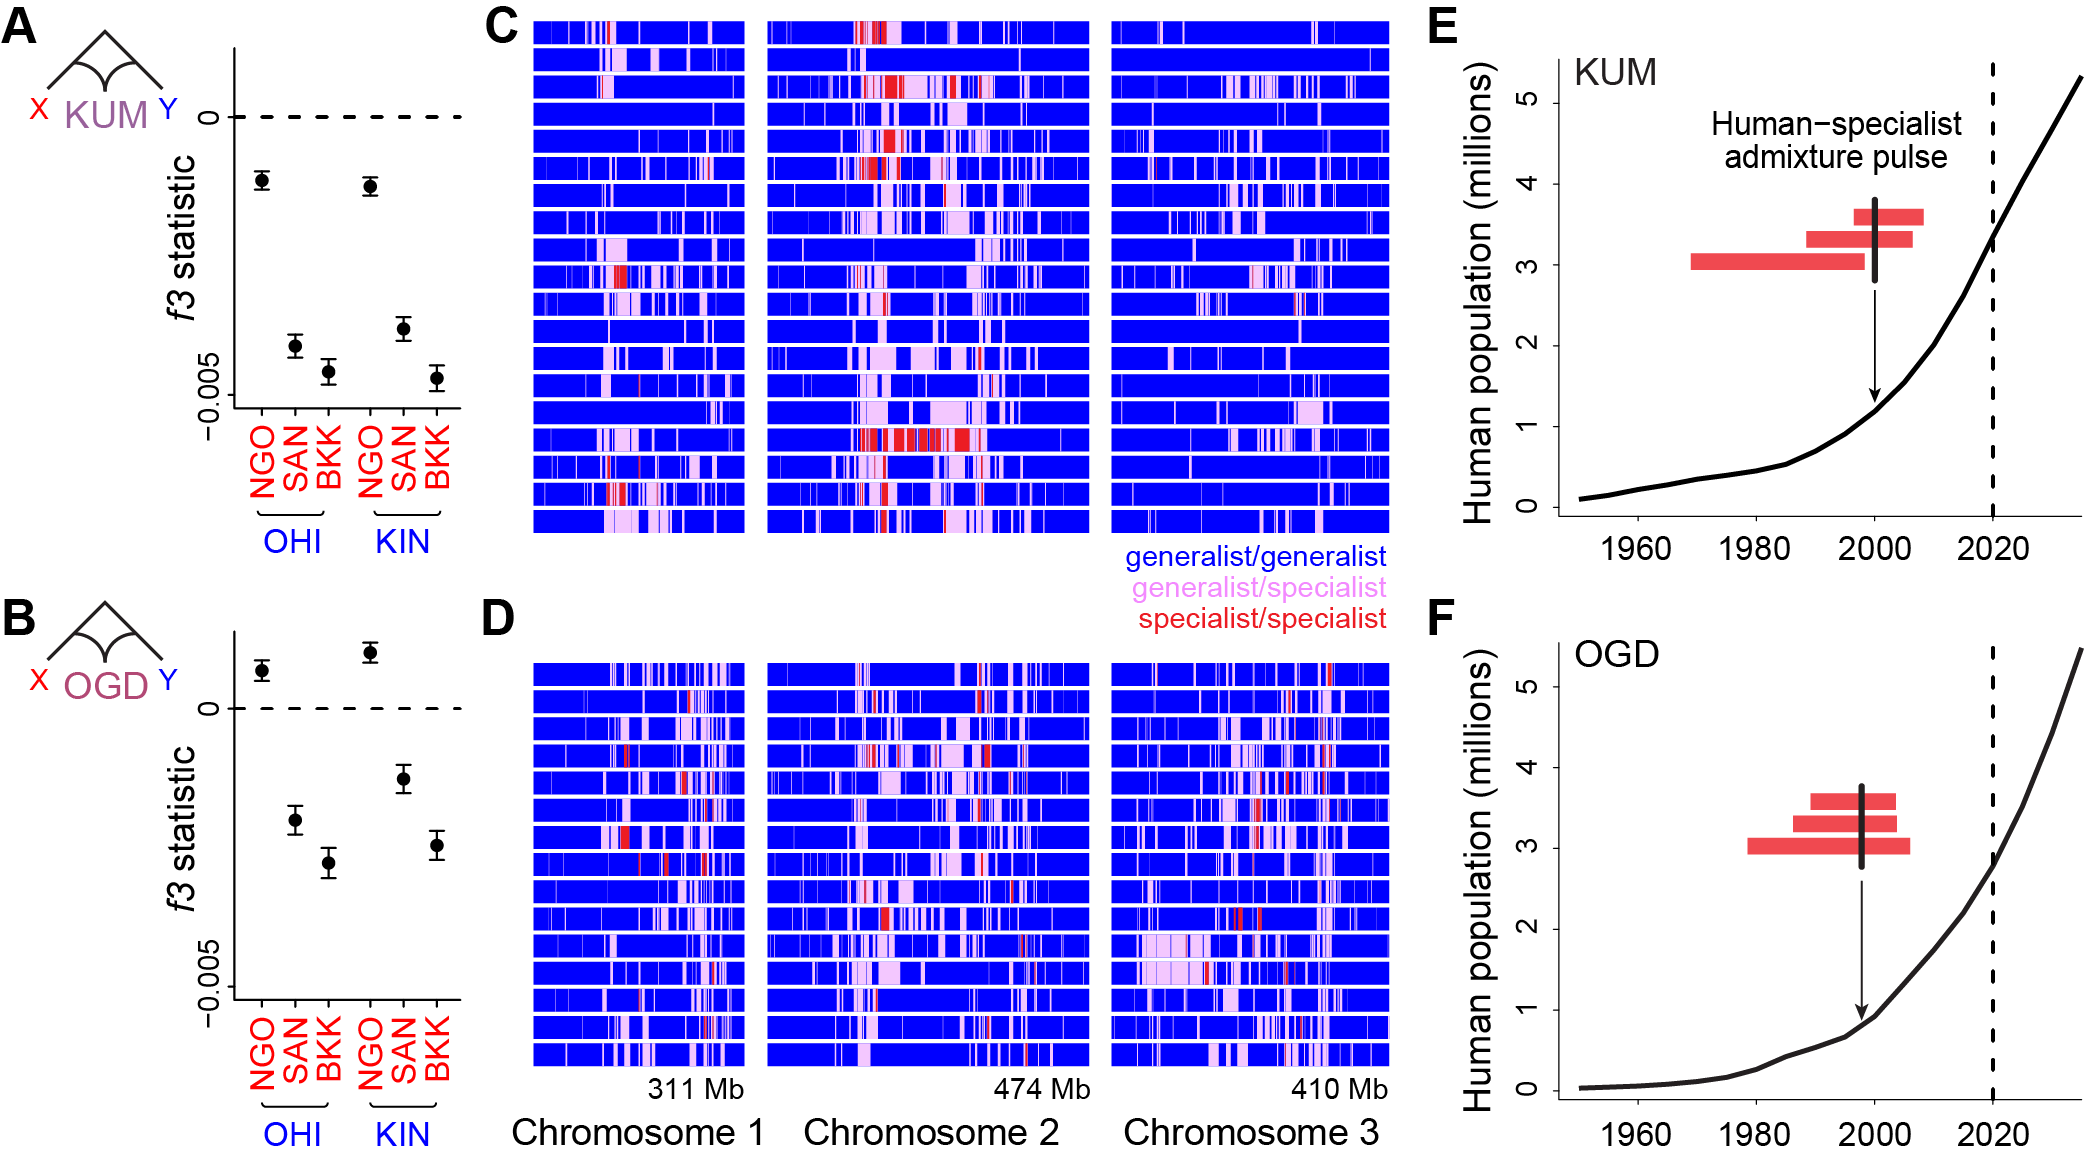 A
X KUM Y
f3 statistic
0
−0.005
NGO SAN BKK NGO SAN BKK
OHI KIN
B
X OGD Y
f3 statistic
0
−0.005
NGO SAN BKK NGO SAN BKK
OHI KIN
C
generalist/generalist
generalist/specialist
specialist/specialist
D
311 Mb 474 Mb 410 Mb
Chromosome 1 Chromosome 2 Chromosome 3
E
KUM
Human−specialist
admixture pulse
Human population (millions)
5
4
3
2
1
0
1960 1980 2000 2020
F
OGD
Human population (millions)
5
4
3
2
1
0
1960 1980 2000 2020